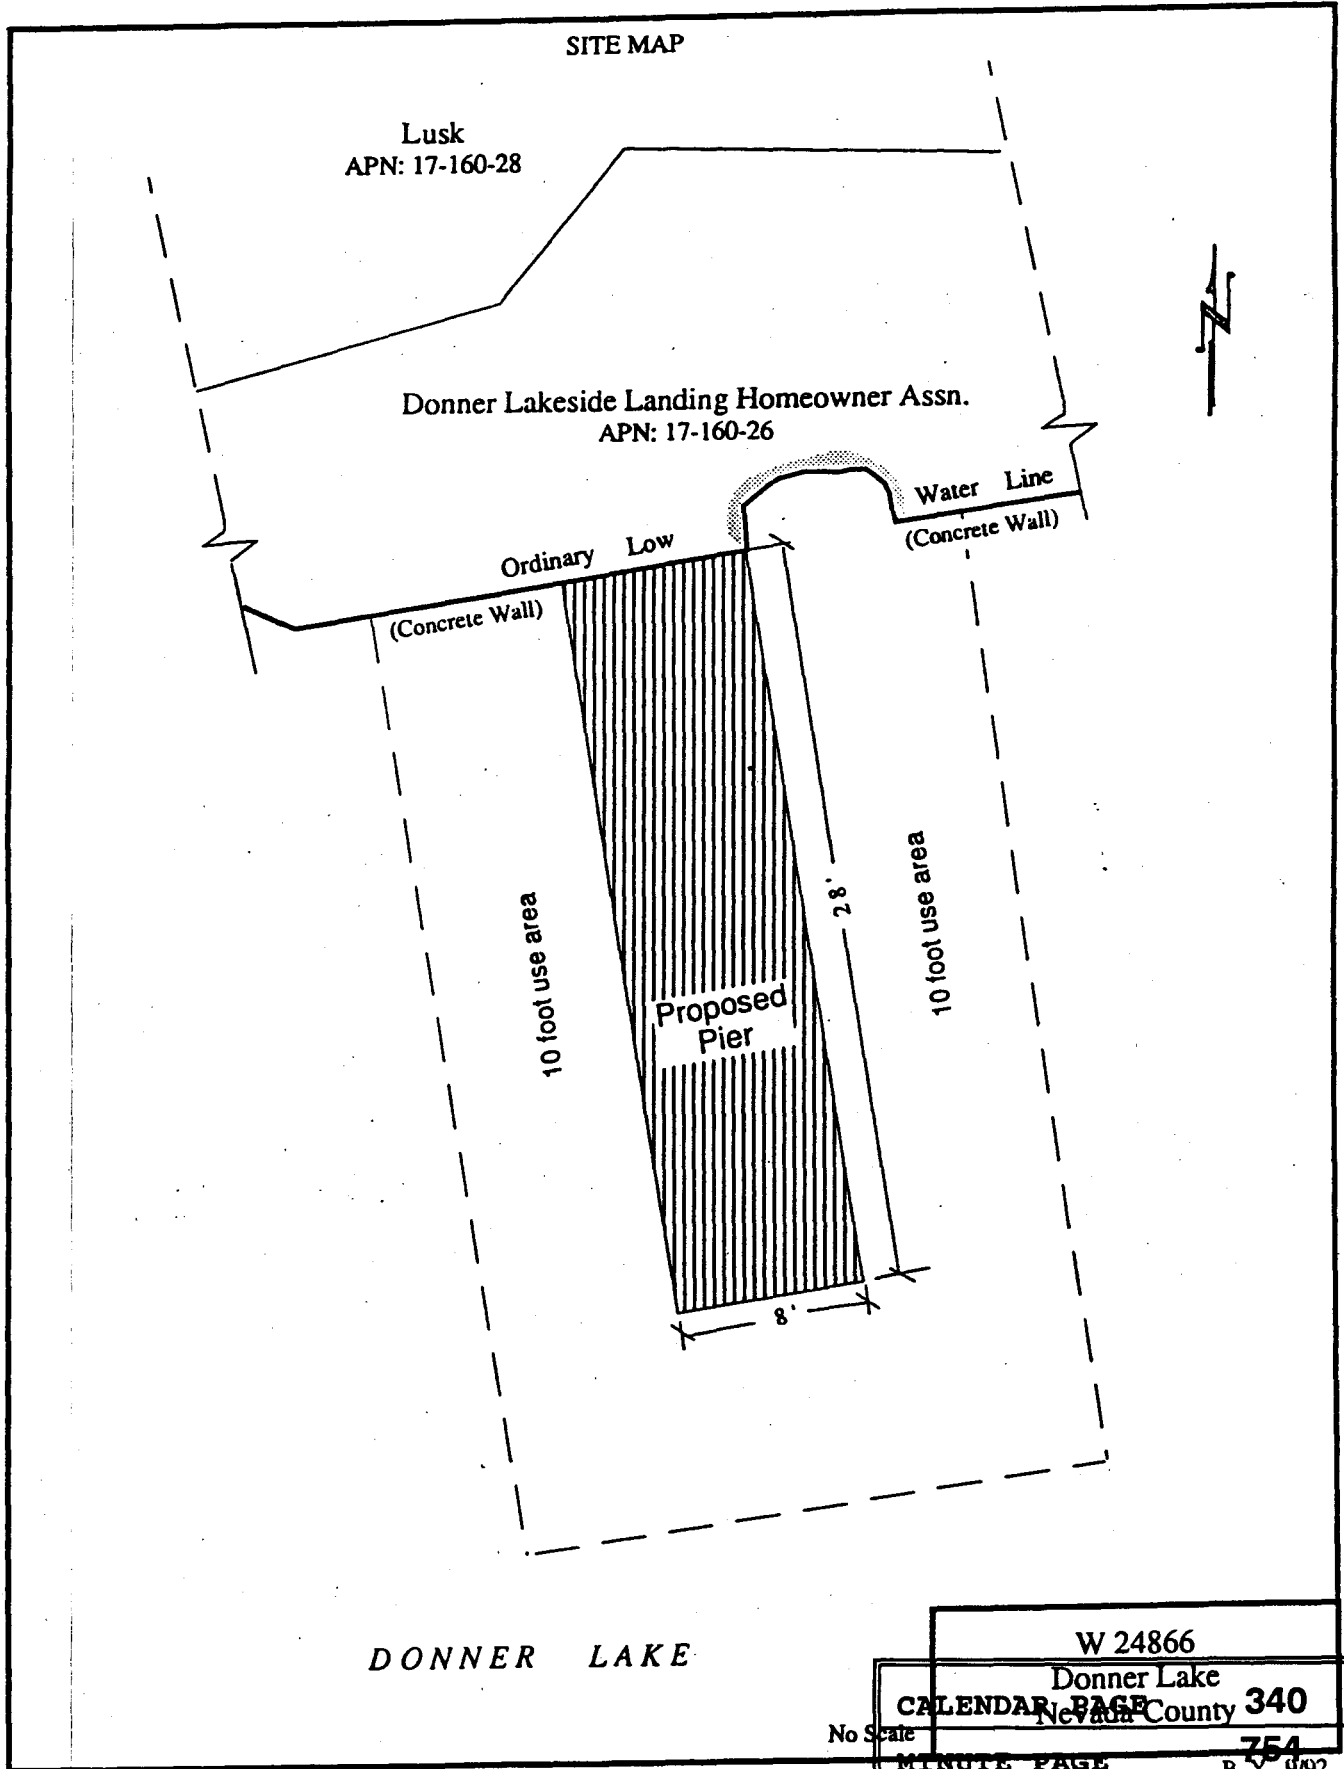 SITE MAP
Lusk
APN: 17-160-28
Donner Lakeside Landing Homeowner Assn.
APN: 17-160-26
Ordinary Low Water Line
(Concrete Wall)
(Concrete Wall)
10 foot use area
Proposed
Pier
28'
10 foot use area
8'
DONNER LAKE
W 24866
Donner Lake
Nevada County
CALENDAR PAGE 340
No Scale
MINUTE PAGE 754
9/92